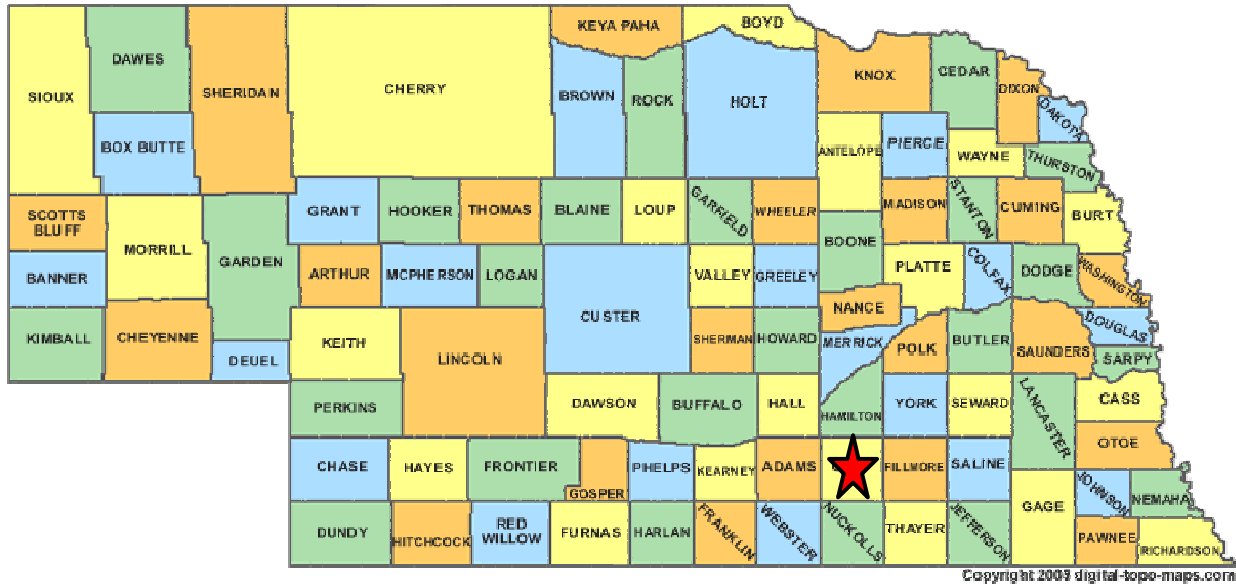 KEYA PAHA
BOYD
DAWES
SIOUX
SHERIDAN
CHERRY
BROWN
ROCK
HOLT
KNOX
CEDAR
DIXON
DAKOTA
BOX BUTTE
ANTELOPE
PIERCE
WAYNE
THURSTON
SCOTTS
BLUFF
MORRILL
GARDEN
GRANT
HOOKER
THOMAS
BLAINE
LOUP
GARFIELD
WHEELER
BOONE
MADISON
STANTON
CUMING
BURT
BANNER
ARTHUR
MCPHERSON
LOGAN
CUSTER
VALLEY
GREELEY
PLATTE
COLFAX
DODGE
WASHINGTON
NANCE
KIMBALL
CHEYENNE
DEUEL
KEITH
LINCOLN
SHERMAN
HOWARD
MERRICK
POLK
BUTLER
SAUNDERS
DOUGLAS
SARPY
PERKINS
DAWSON
BUFFALO
HALL
HAMILTON
YORK
SEWARD
LANCASTER
CASS
OTOE
CHASE
HAYES
FRONTIER
GOSPER
PHELPS
KEARNEY
ADAMS
FILLMORE
SALINE
GAGE
JOHNSON
NEMAHA
DUNDY
HITCHCOCK
RED
WILLOW
FURNAS
HARLAN
FRANKLIN
WEBSTER
NUCKOLLS
THAYER
JEFFERSON
PAWNEE
RICHARDSON
Copyright digital-topo-maps.com